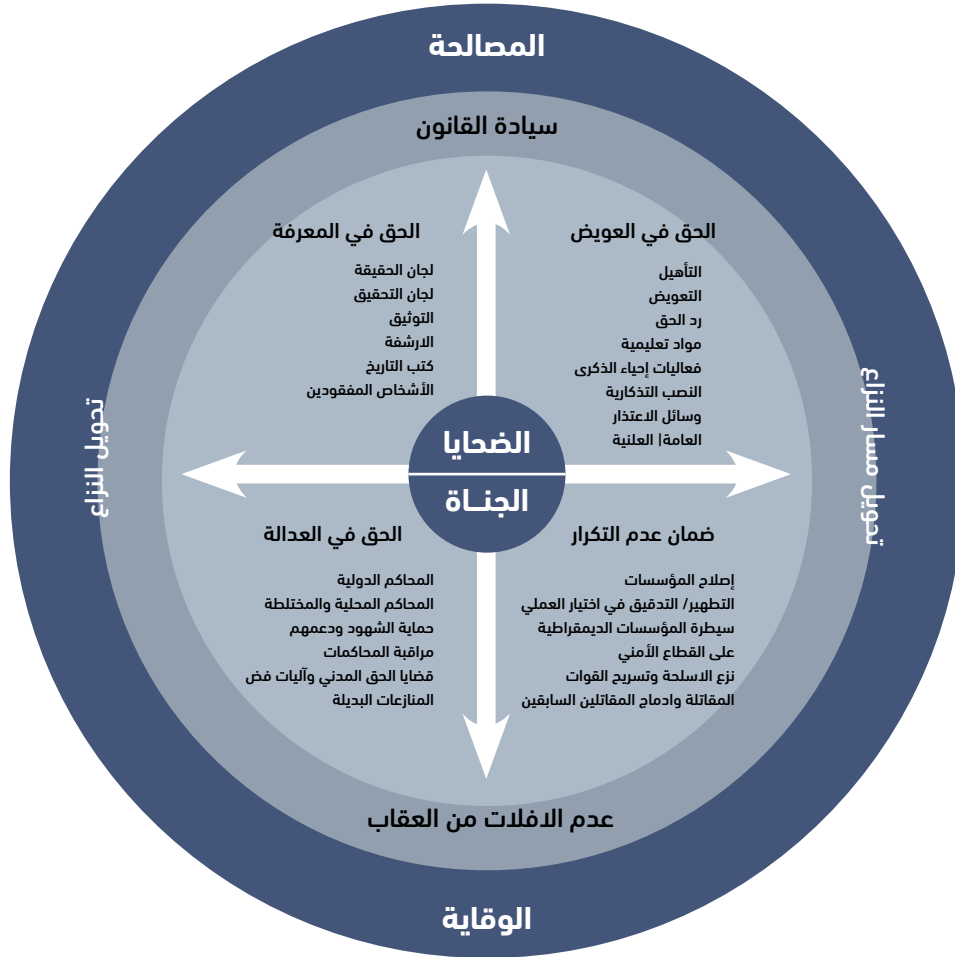 المصالحة
سيادة القانون
الحق في العويض
التأهيل
التعويض
رد الحق
مواد تعليمية
فعاليات إحياء الذكرى
النصب التذكارية
وسائل الاعتذار
العامة| العلنية
الحق في المعرفة
لجان الحقيقة
لجان التحقيق
التوثيق
الارشفة
كتب التاريخ
الأشخاص المفقودين
تحويل مسار النزاع
الضحايا
الجناة
تحويل النزاع
ضمان عدم التكرار
إصلاح المؤسسات
التطهير/ التدقيق في اختيار العملي
سيطرة المؤسسات الديمقراطية
على القطاع الأمني
نزع الاسلحة وتسريح القوات
المقاتلة وادماج المقاتلين السابقين
الحق في العدالة
المحاكم الدولية
المحاكم المحلية والمختلطة
حماية الشهود ودعمهم
مراقبة المحاكمات
قضايا الحق المدني وآليات فض
المنازعات البديلة
عدم الافلات من العقاب
الوقاية